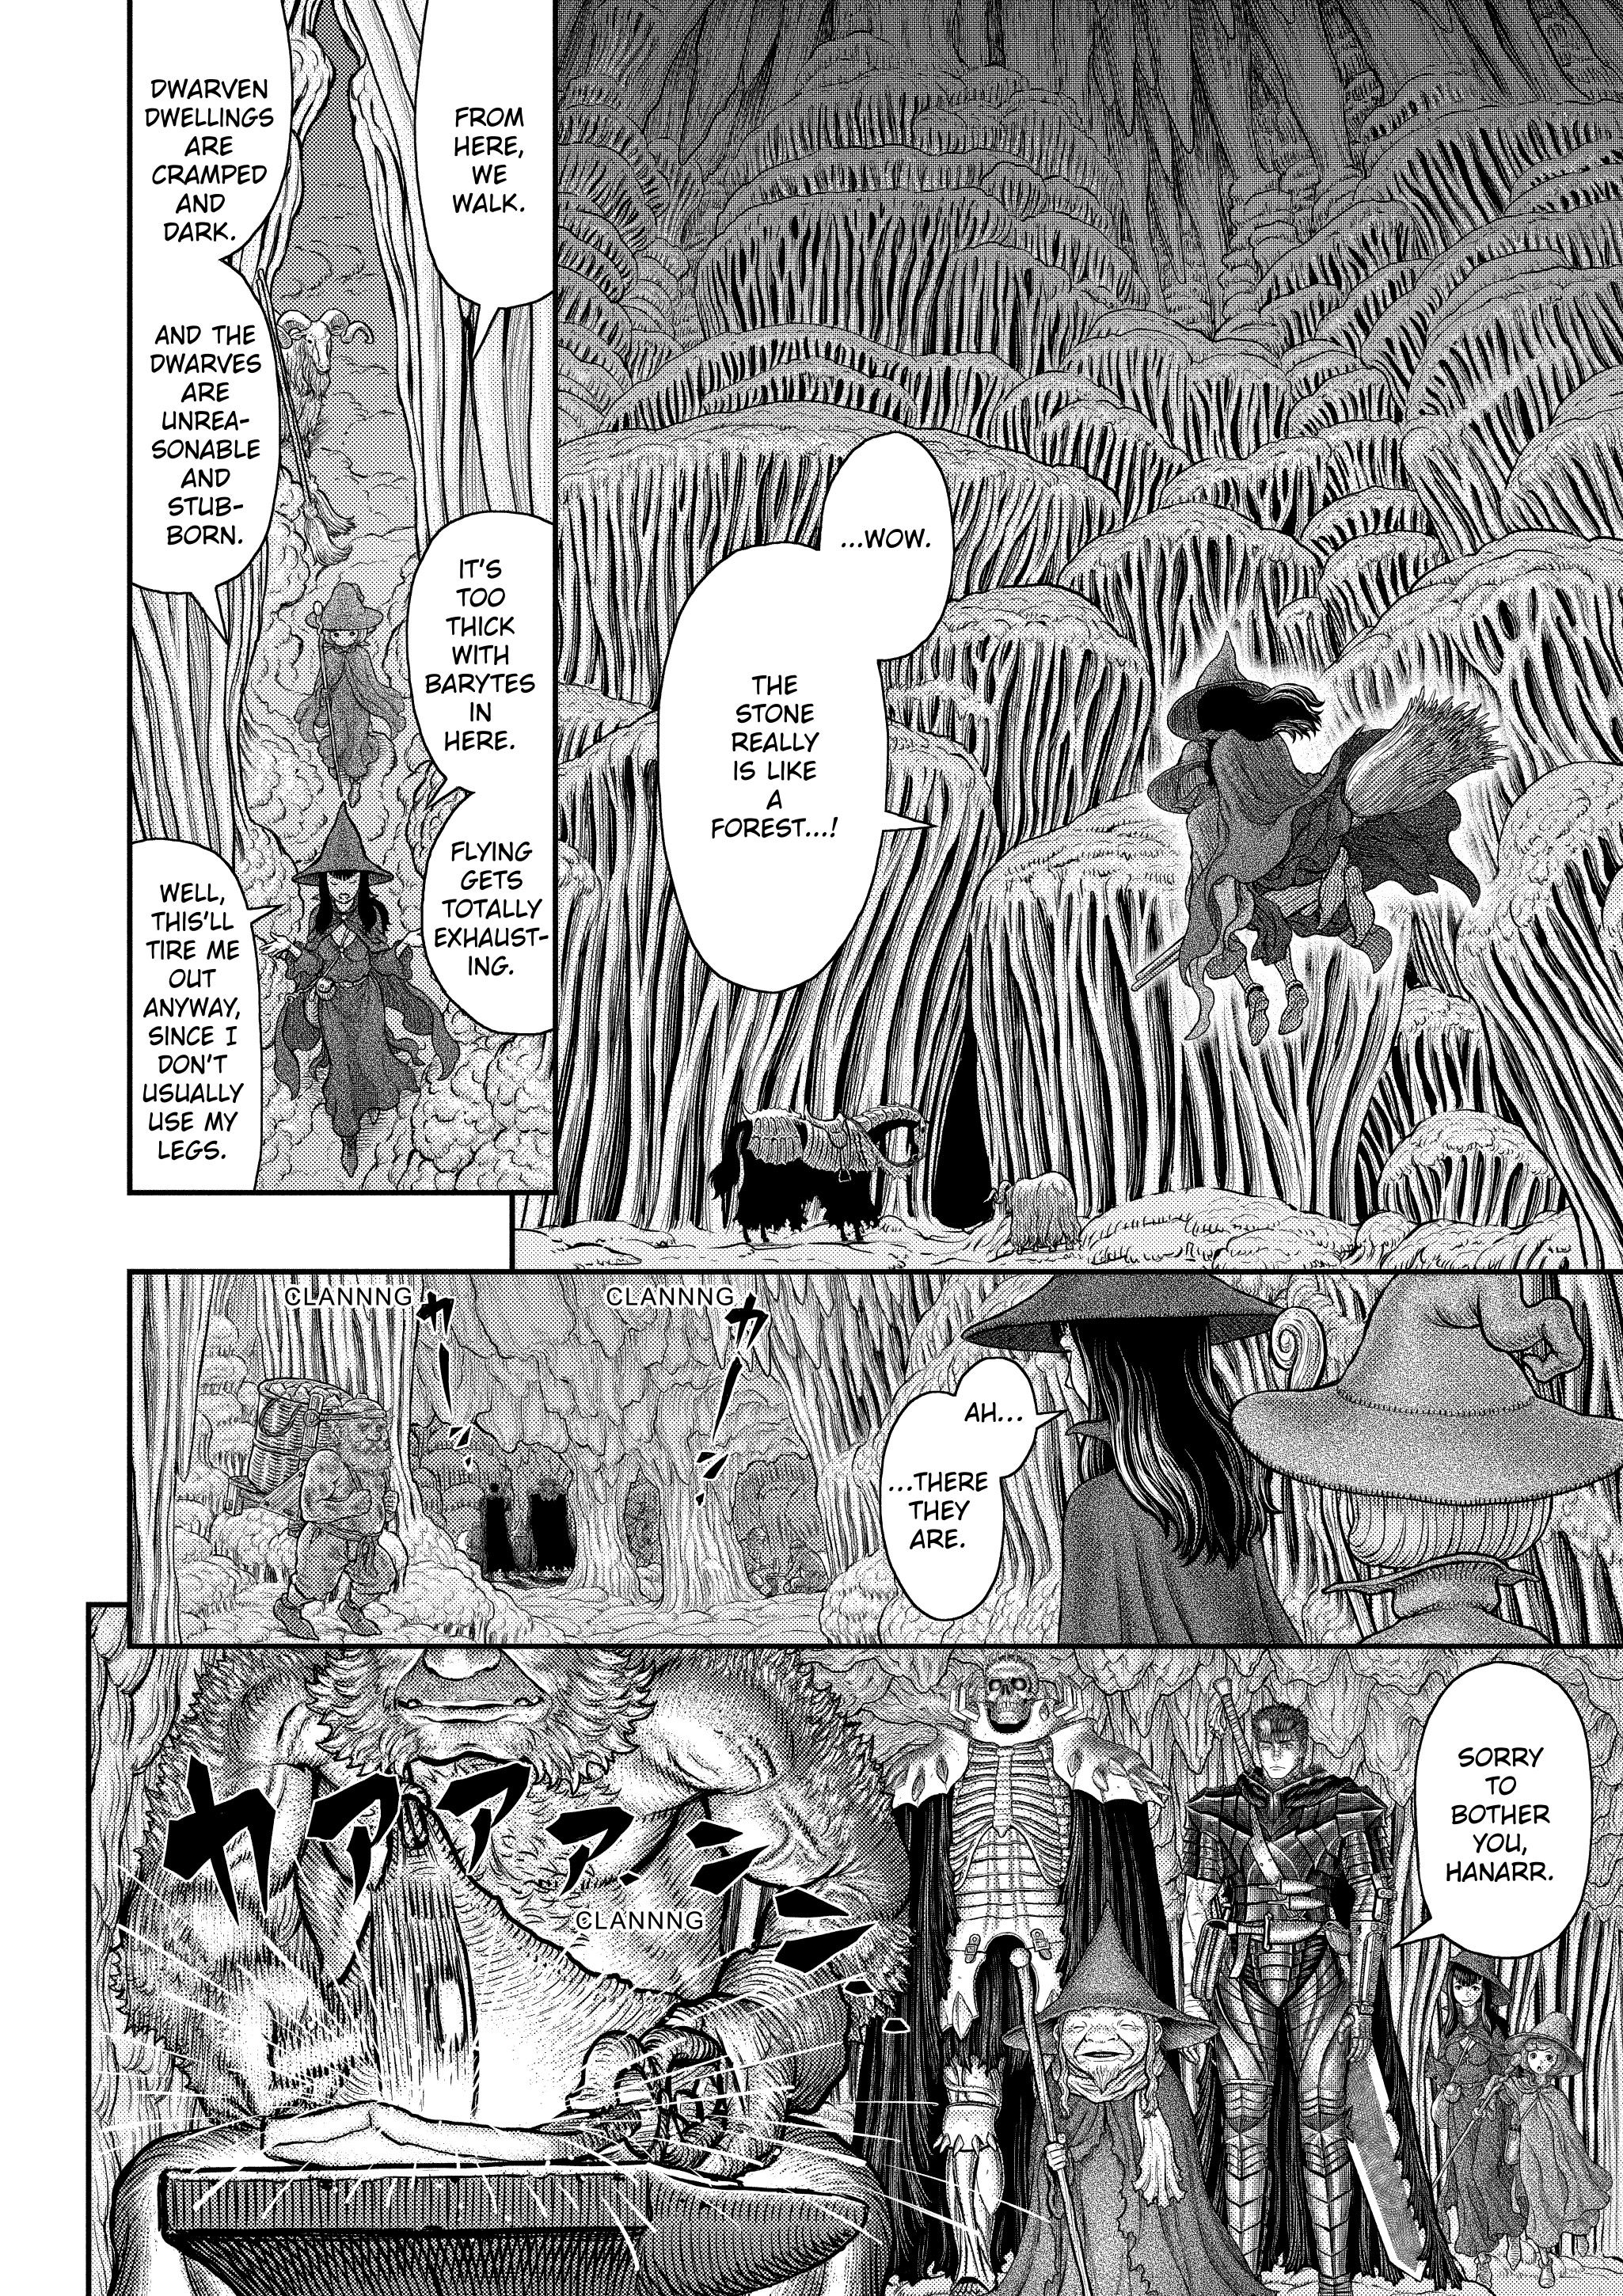 ...WOW.
THE
STONE
REALLY
IS LIKE
A
FOREST...!
FROM
HERE,
WE
WALK.
IT'S
TOO
THICK
WITH
BARYTES
IN
HERE.
FLYING
GETS
TOTALLY
EXHAUST-
ING.
DWARVEN
DWELLINGS
ARE
CRAMPED
AND
DARK.
AND THE
DWARVES
ARE
UNREA-
SONABLE
AND
STUB-
BORN.
WELL,
THIS'LL
TIRE ME
OUT
ANYWAY,
SINCE I
DON'T
USUALLY
USE MY
LEGS.
AH...
...THERE
THEY
ARE.
CLANNNG
カーン
CLANNNG
カーン
SORRY
TO
BOTHER
YOU,
HANARR.
カァァァン
CLANNNG